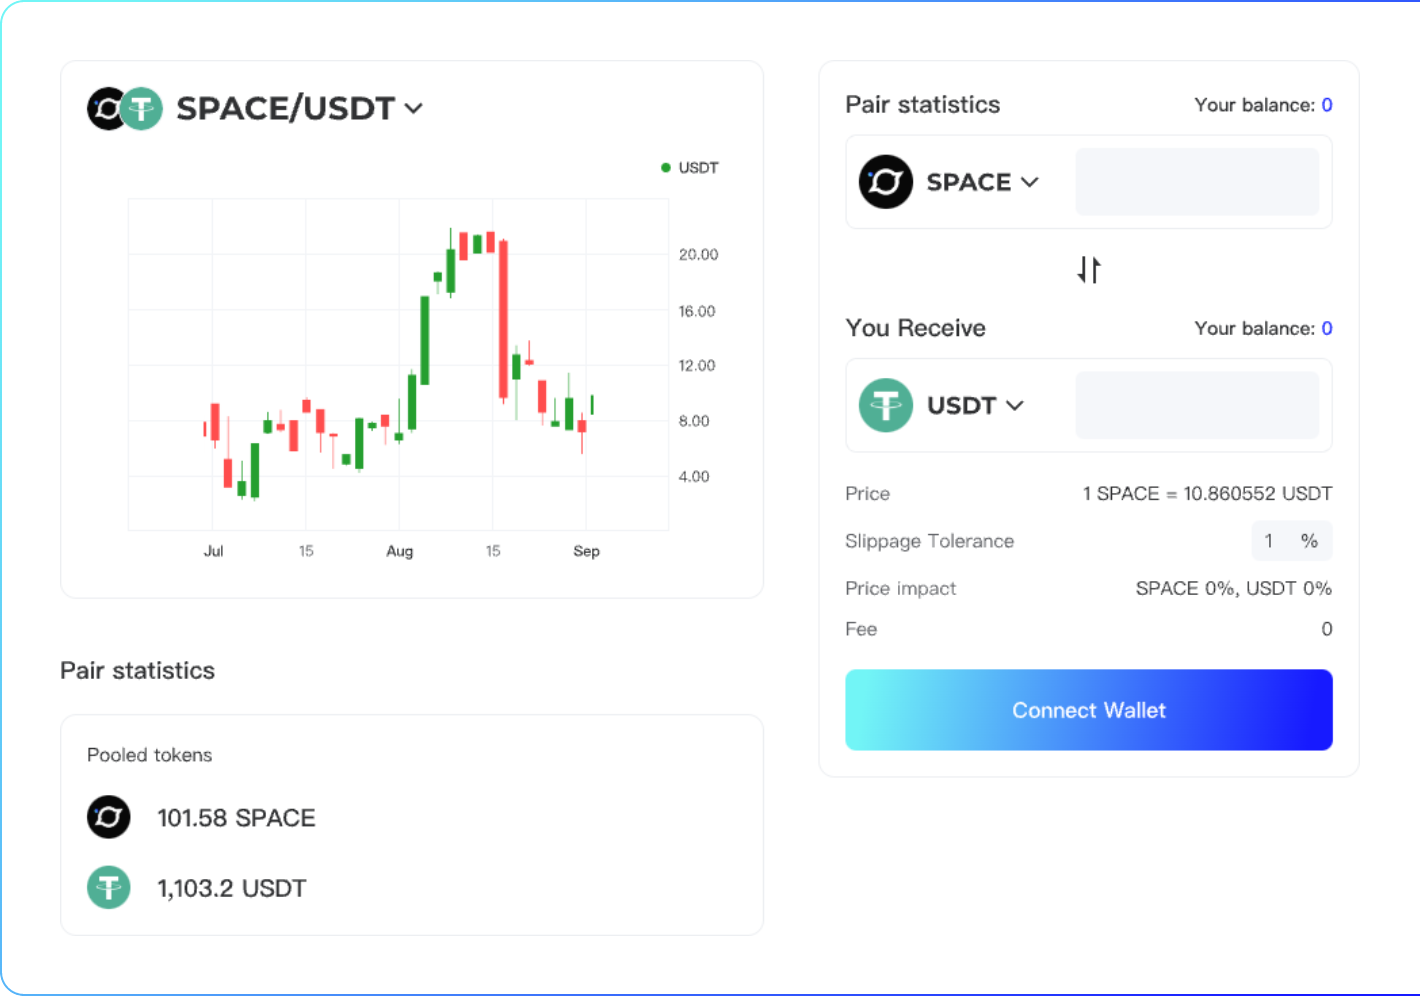 SPACE/USDT
USDT
20.00
16.00
12.00
8.00
4.00
Jul 15 Aug 15 Sep
Pair statistics
Pooled tokens
101.58 SPACE
1,103.2 USDT
Pair statistics Your balance: 0
SPACE
You Receive Your balance: 0
USDT
Price 1 SPACE = 10.860552 USDT
Slippage Tolerance 1 %
Price impact SPACE 0%, USDT 0%
Fee 0
Connect Wallet